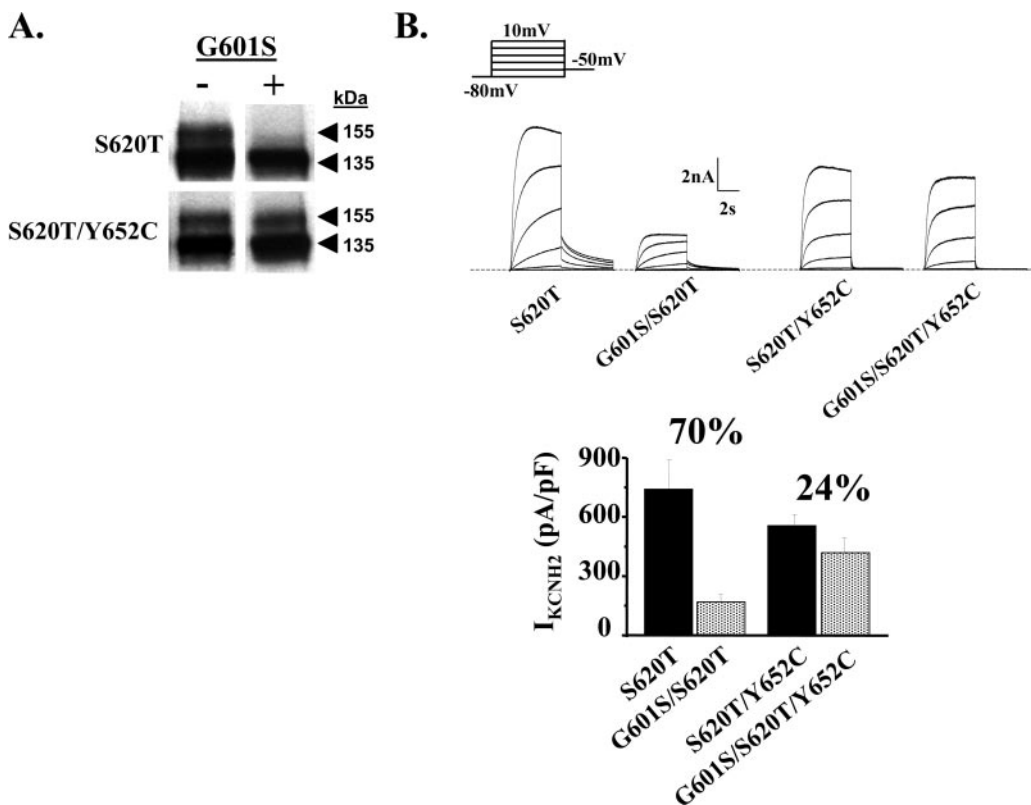 A.
G601S
- +
kDa
S620T
155
135
S620T/Y652C
155
135
B.
10mV
-50mV
-80mV
2nA
2s
S620T
G601S/S620T
S620T/Y652C
G601S/S620T/Y652C
70%
24%
I_KCNH2 (pA/pF)
900
600
300
0
S620T
G601S/S620T
S620T/Y652C
G601S/S620T/Y652C